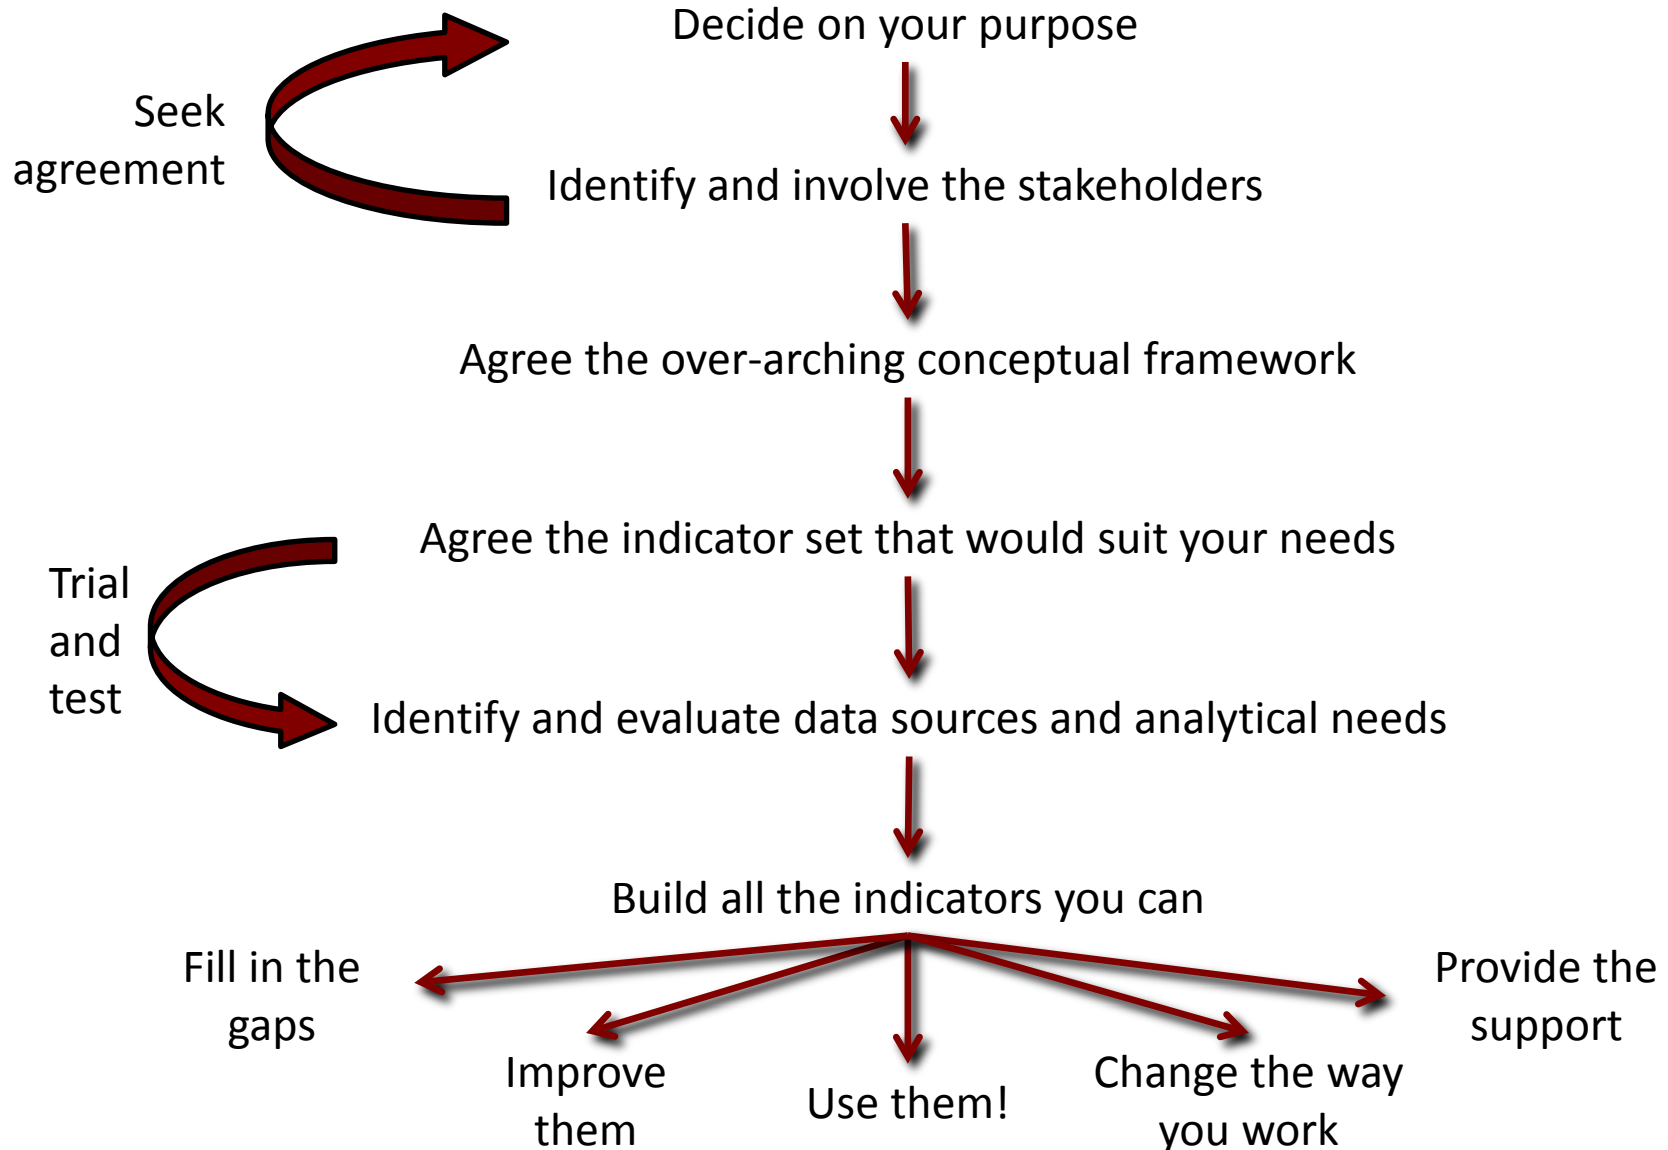 Decide on your purpose
Seek
agreement
Identify and involve the stakeholders
Agree the over-arching conceptual framework
Agree the indicator set that would suit your needs
Trial
and
test
Identify and evaluate data sources and analytical needs
Build all the indicators you can
Fill in the
gaps
Improve
them
Use them!
Change the way
you work
Provide the
support